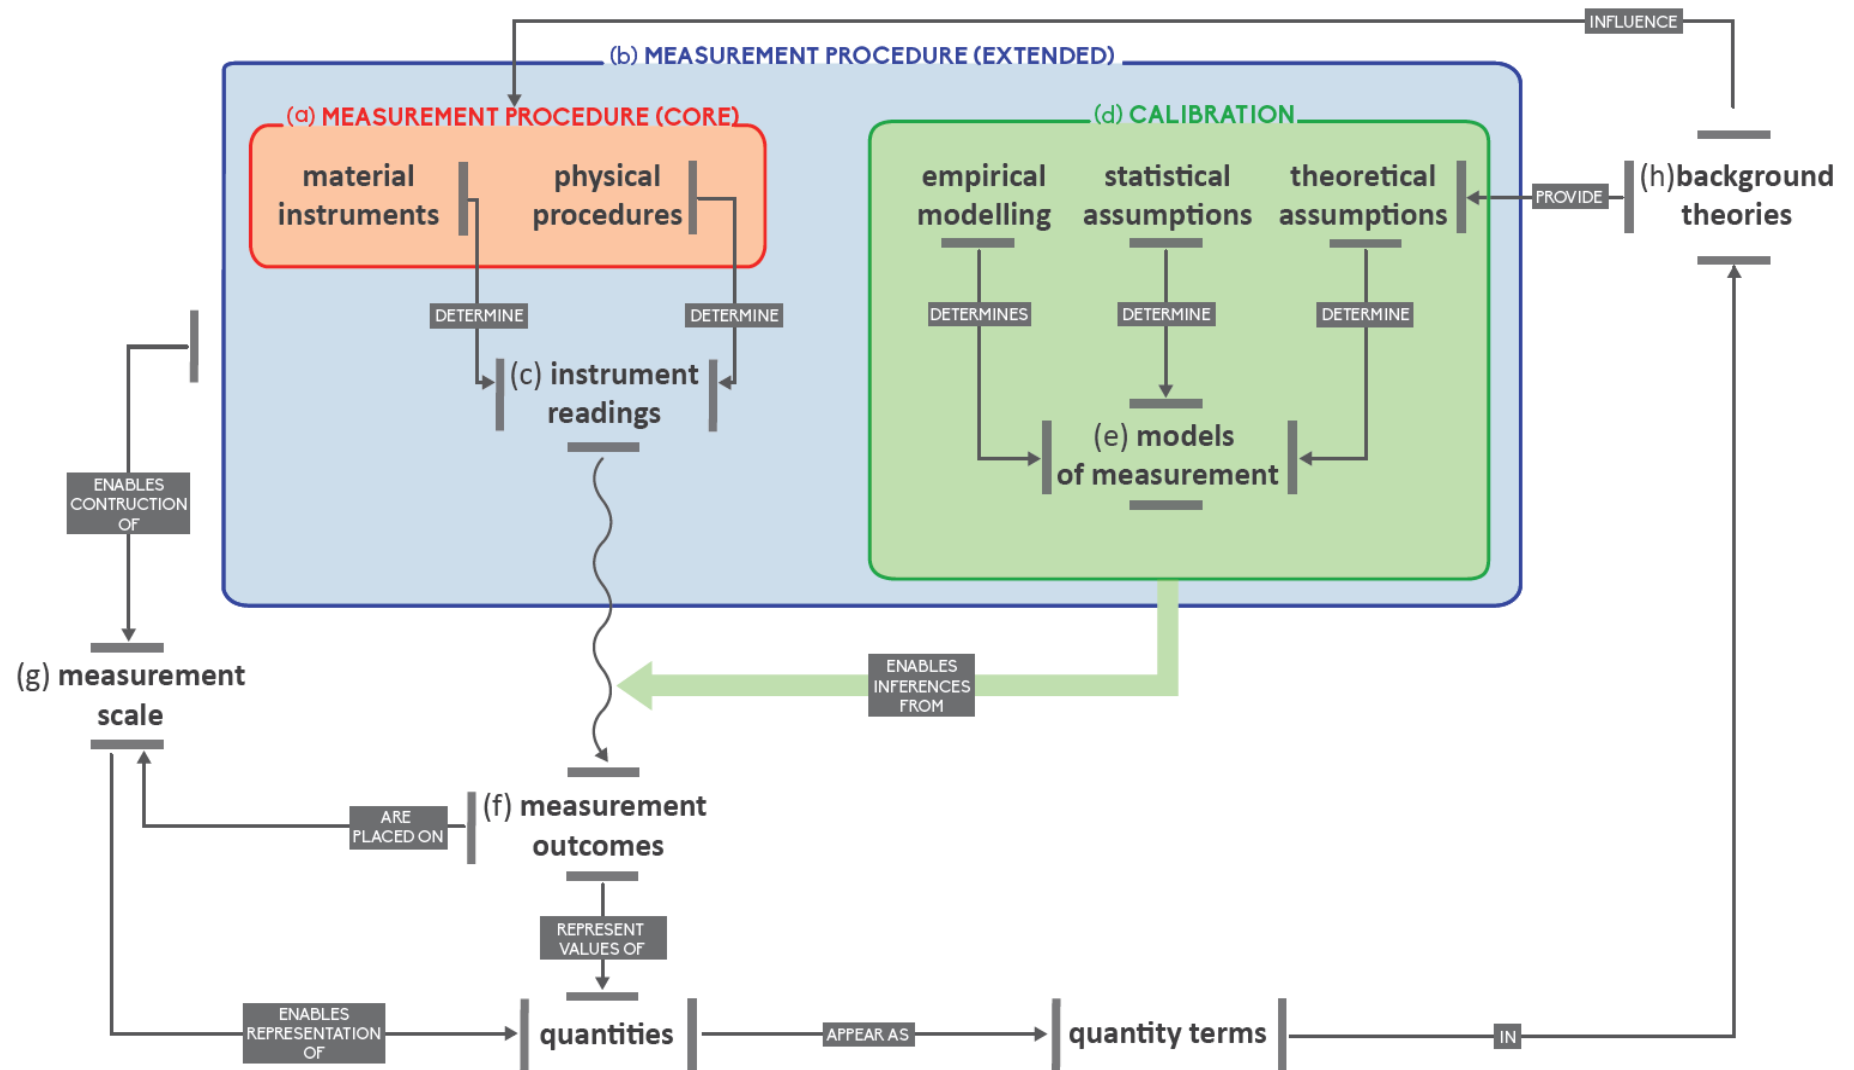 INFLUENCE
(b) MEASUREMENT PROCEDURE (EXTENDED)
(a) MEASUREMENT PROCEDURE (CORE)
(d) CALIBRATION
material
instruments
physical
procedures
empirical
modelling
statistical
assumptions
theoretical
assumptions
PROVIDE
(h)background
theories
DETERMINE
DETERMINE
DETERMINES
DETERMINE
DETERMINE
(c) instrument
readings
(e) models
of measurement
ENABLES
CONTRUCTION
OF
(g) measurement
scale
ENABLES
INFERENCES
FROM
ARE
PLACED ON
(f) measurement
outcomes
REPRESENT
VALUES OF
ENABLES
REPRESENTATION
OF
quantities
APPEAR AS
quantity terms
IN